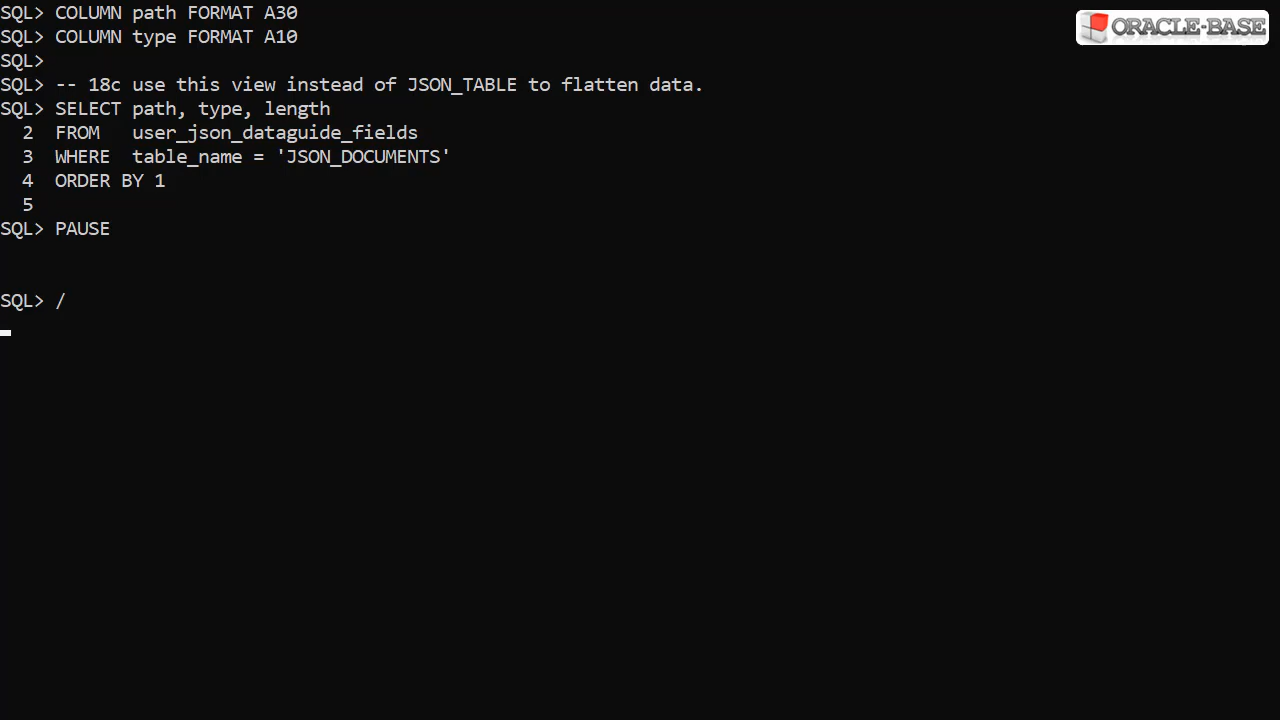 SQL> COLUMN path FORMAT A30
ORACLE-BASE
SQL> COLUMN type FORMAT A10
SQL>
SQL> -- 18c use this view instead of JSON_TABLE to flatten data.
SQL> SELECT path, type, length
  2  FROM   user_json_dataguide_fields
  3  WHERE  table_name = 'JSON_DOCUMENTS'
  4  ORDER BY 1
  5
SQL> PAUSE
SQL> /